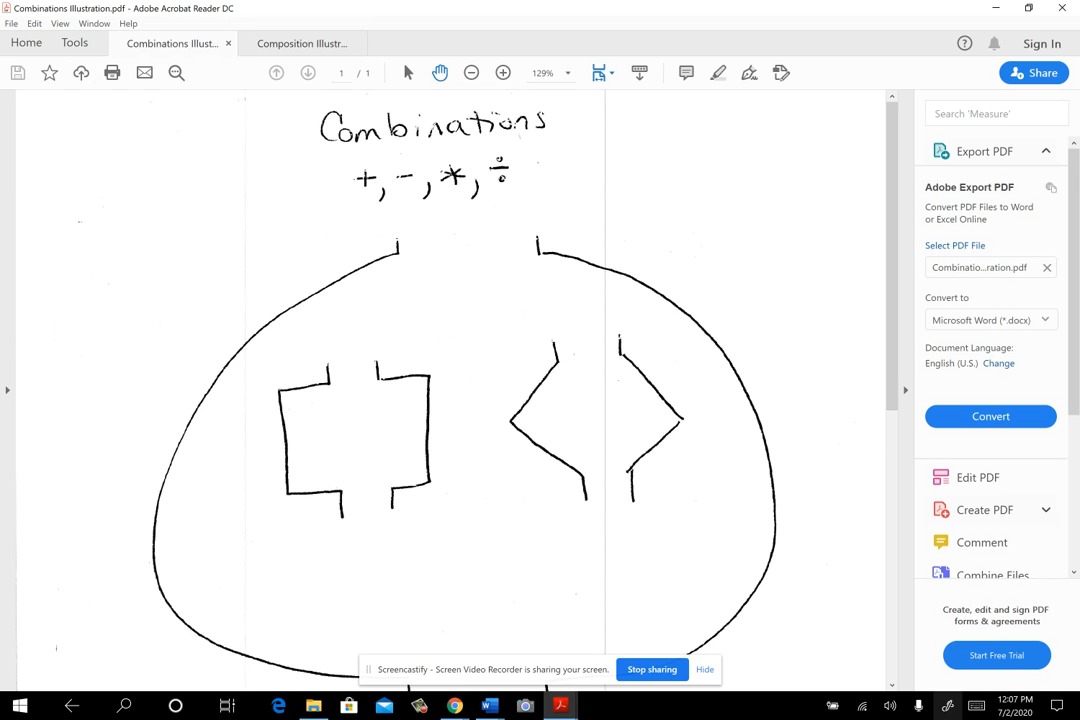 Combinations Illustration.pdf - Adobe Acrobat Reader DC
File Edit View Window Help
Home Tools Combinations Illust... × Composition Illustr... Sign In
1 / 1 129% Share
Combinations
+, -, *, ÷
Search 'Measure'
Export PDF
Adobe Export PDF
Convert PDF Files to Word
or Excel Online
Select PDF File
Combinatio...ration.pdf
Convert to
Microsoft Word (*.docx)
Document Language:
English (U.S.) Change
Convert
Edit PDF
Create PDF
Comment
Combine Files
Create, edit and sign PDF
forms & agreements
Start Free Trial
Screencastify - Screen Video Recorder is sharing your screen. Stop sharing Hide
12:07 PM
7/2/2020